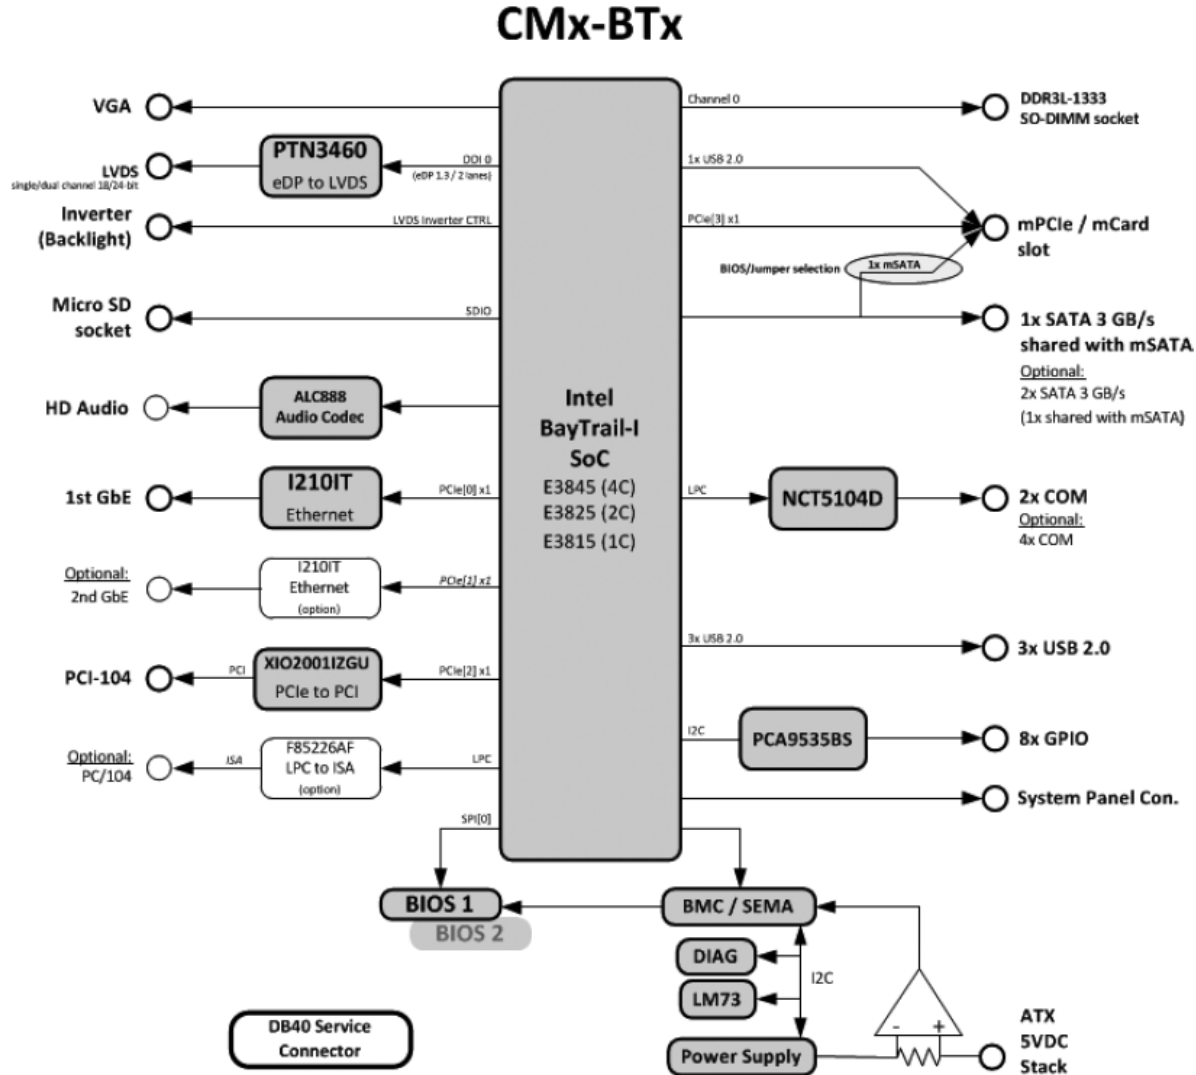 CMx-BTx
VGA
Channel 0
DDR3L-1333
SO-DIMM socket
LVDS
single/dual channel 18/24-bit
PTN3460
eDP to LVDS
DDI 0
(eDP 1.3 / 2 lanes)
1x USB 2.0
Inverter
(Backlight)
LVDS Inverter CTRL
PCIe[3] x1
mPCIe / mCard
slot
BIOS/Jumper selection
1x mSATA
Micro SD
socket
SDIO
1x SATA 3 GB/s
shared with mSATA
Optional:
2x SATA 3 GB/s
(1x shared with mSATA)
HD Audio
ALC888
Audio Codec
Intel
BayTrail-I
SoC
E3845 (4C)
E3825 (2C)
E3815 (1C)
1st GbE
I210IT
Ethernet
PCIe[0] x1
LPC
NCT5104D
2x COM
Optional:
4x COM
Optional:
2nd GbE
I210IT
Ethernet
(option)
PCIe[1] x1
3x USB 2.0
3x USB 2.0
PCI-104
PCI
XIO2001IZGU
PCIe to PCI
PCIe[2] x1
I2C
PCA9535BS
8x GPIO
Optional:
PC/104
ISA
F85226AF
LPC to ISA
(option)
LPC
System Panel Con.
SPI[0]
BIOS 1
BIOS 2
BMC / SEMA
DIAG
LM73
I2C
Power Supply
- +
ATX
5VDC
Stack
DB40 Service
Connector